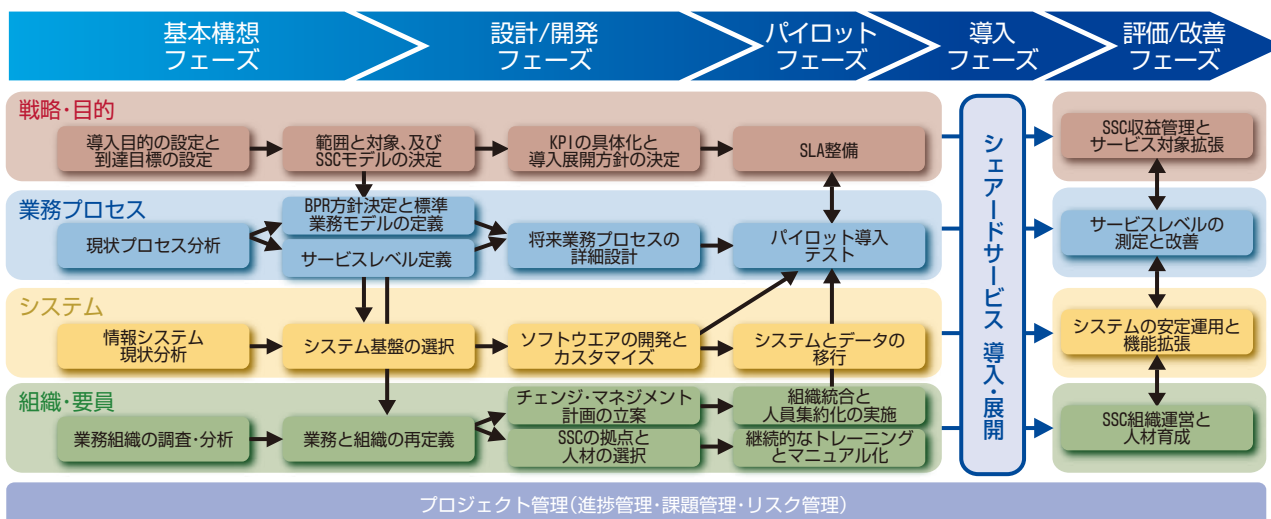 基本構想
フェーズ
設計/開発
フェーズ
パイロット
フェーズ
導入
フェーズ
評価/改善
フェーズ
戦略・目的
導入目的の設定と
到達目標の設定
範囲と対象、及び
SSCモデルの決定
KPIの具体化と
導入展開方針の決定
SLA整備
SSC収益管理と
サービス対象拡張
業務プロセス
現状プロセス分析
BPR方針決定と標準
業務モデルの定義
サービスレベル定義
将来業務プロセスの
詳細設計
パイロット導入
テスト
サービスレベルの
測定と改善
システム
情報システム
現状分析
システム基盤の選択
ソフトウエアの開発と
カスタマイズ
システムとデータの
移行
システムの安定運用と
機能拡張
組織・要員
業務組織の調査・分析
業務と組織の再定義
チェンジ・マネジメント
計画の立案
SSCの拠点と
人材の選択
組織統合と
人員集約化の実施
継続的なトレーニング
とマニュアル化
SSC組織運営と
人材育成
シェアードサービス 導入・展開
プロジェクト管理(進捗管理・課題管理・リスク管理)